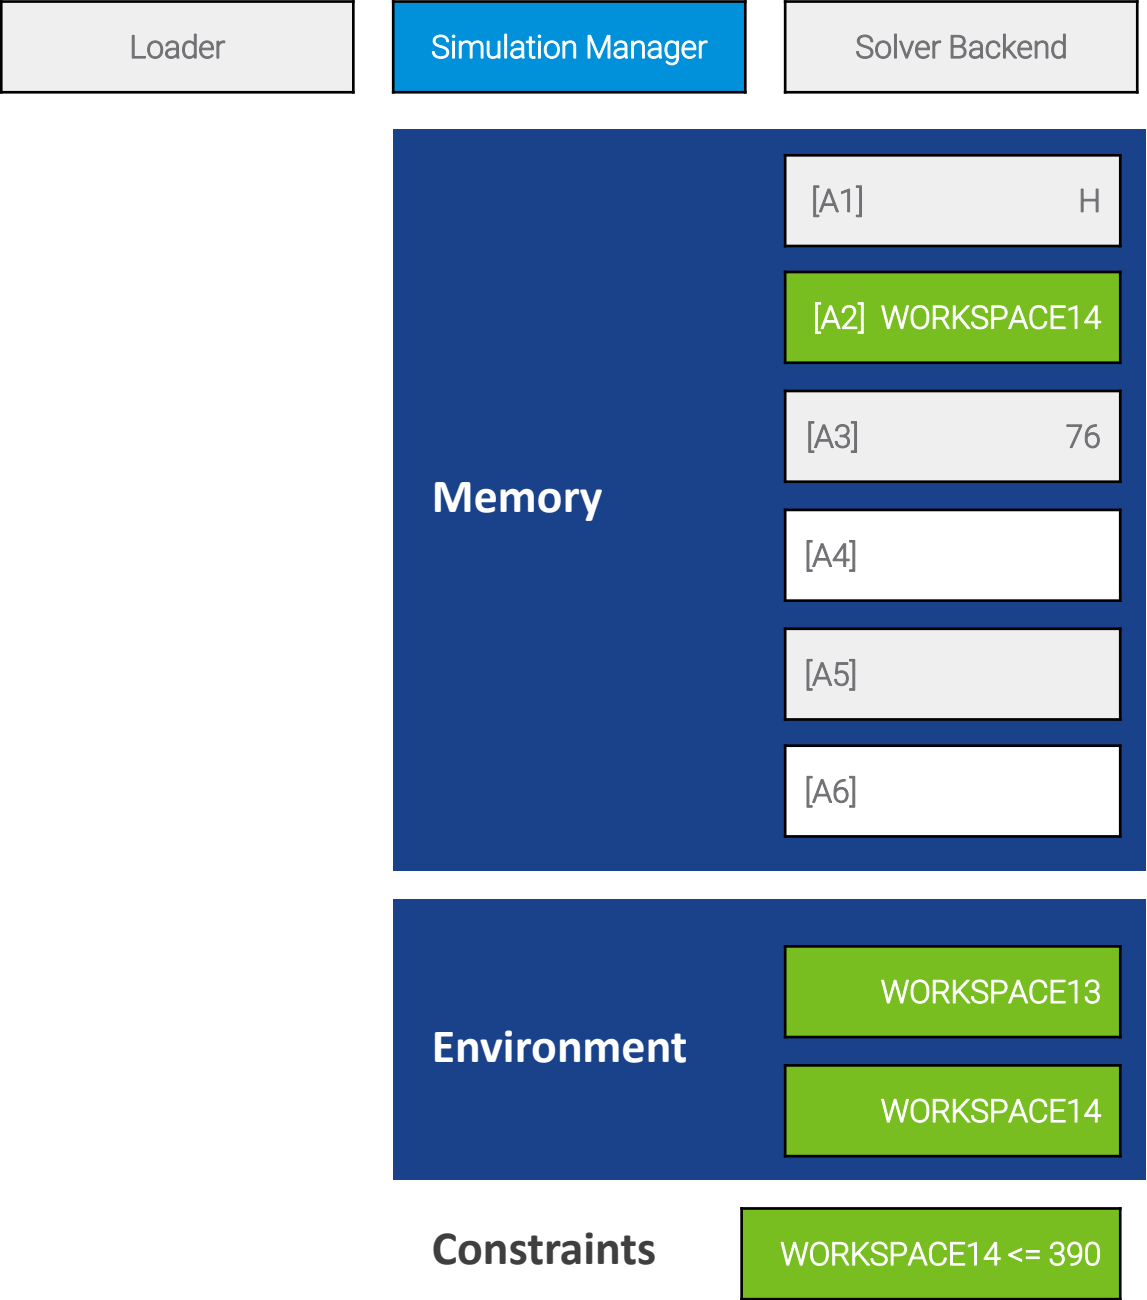 Loader
Simulation Manager
Solver Backend
[A1] H
[A2] WORKSPACE14
[A3] 76
Memory
[A4]
[A5]
[A6]
WORKSPACE13
Environment
WORKSPACE14
Constraints
WORKSPACE14 <= 390